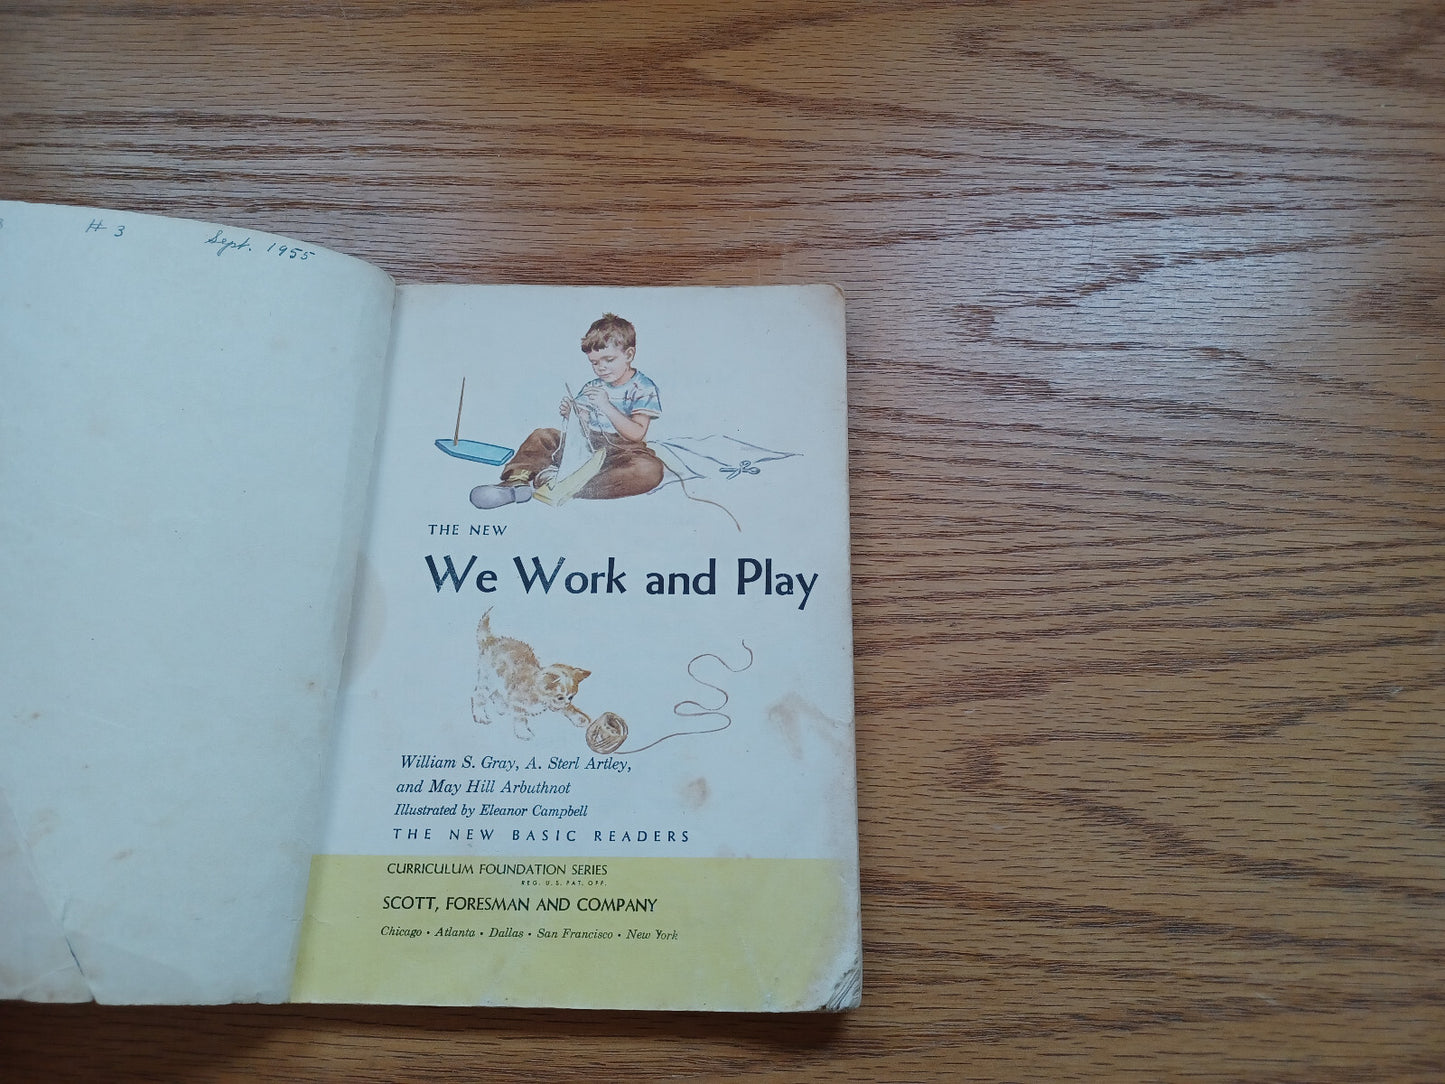 # 3 Sept. 1955
THE NEW
We Work and Play
William S. Gray, A. Sterl Artley,
and May Hill Arbuthnot
Illustrated by Eleanor Campbell
THE NEW BASIC READERS
CURRICULUM FOUNDATION SERIES
REG. U.S. PAT. OFF.
SCOTT, FORESMAN AND COMPANY
Chicago • Atlanta • Dallas • San Francisco • New York